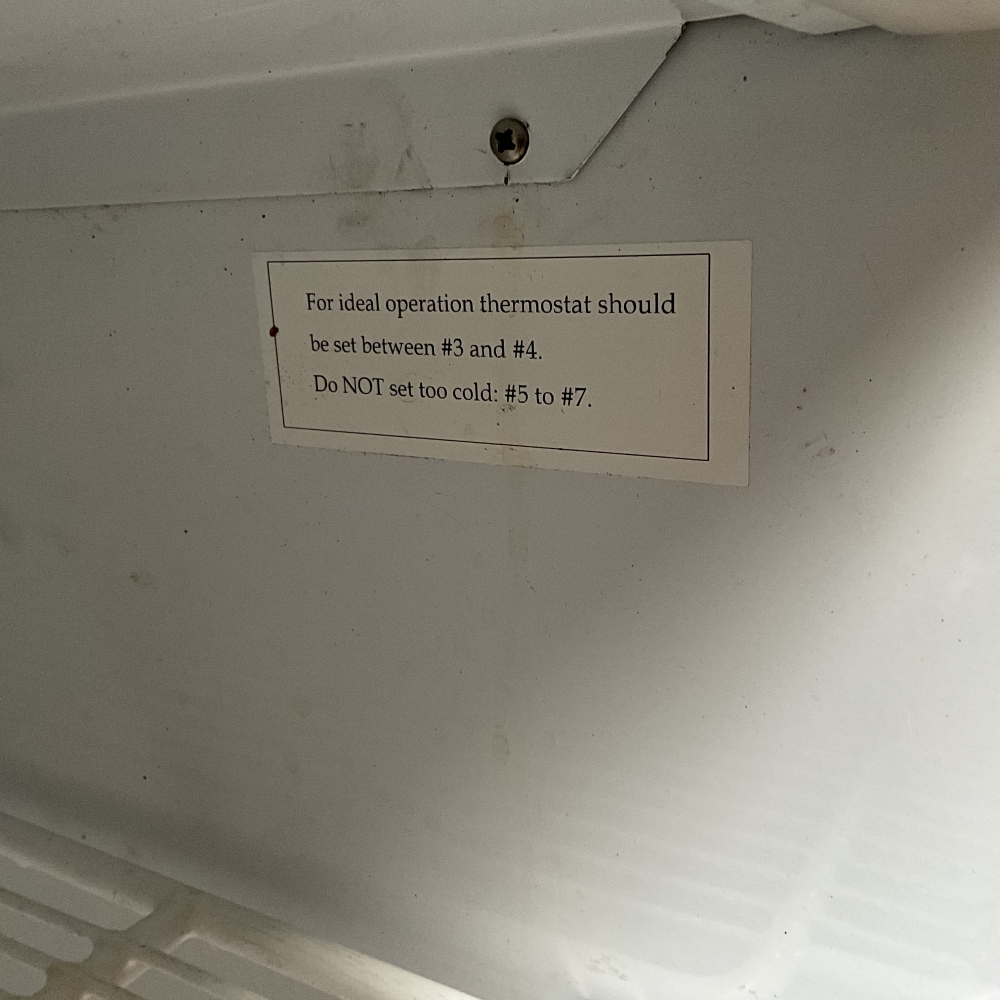 For ideal operation thermostat should
be set between #3 and #4.
Do NOT set too cold: #5 to #7.